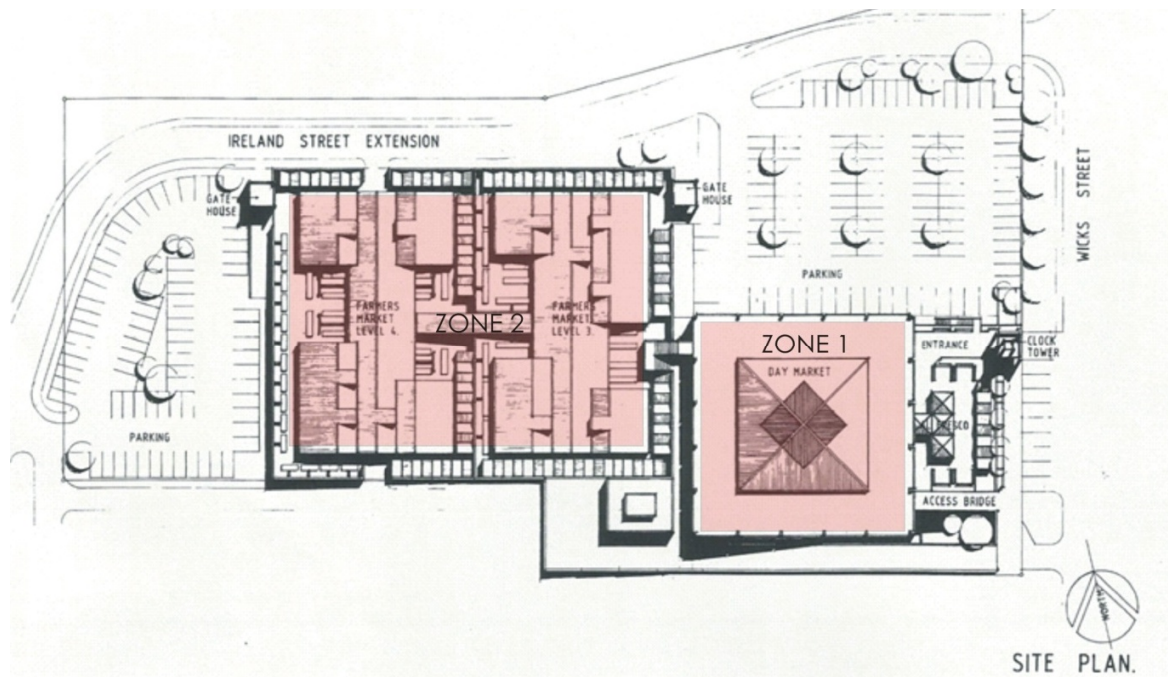 IRELAND STREET EXTENSION
GATE
HOUSE
GATE
HOUSE
WICKS STREET
PARKING
FARMERS
MARKET
LEVEL 4.
ZONE 2
FARMERS
MARKET
LEVEL 3.
ZONE 1
DAY MARKET
ENTRANCE
CLOCK
TOWER
PARKING
ACCESS BRIDGE
NORTH
SITE PLAN.